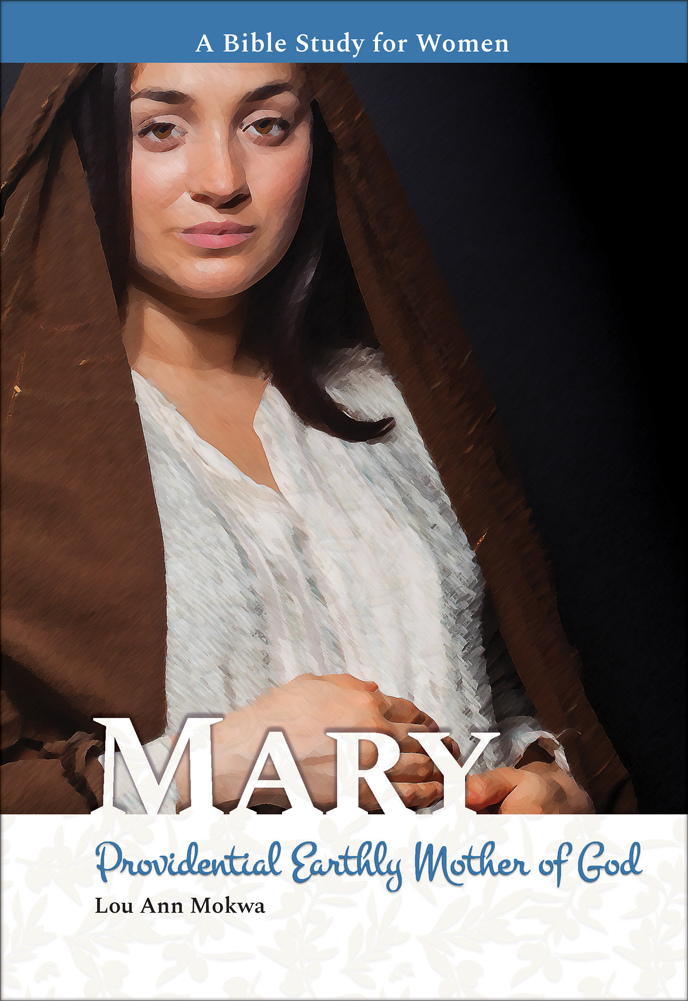 A Bible Study for Women
MARY
Providential Earthly Mother of God
Lou Ann Mokwa